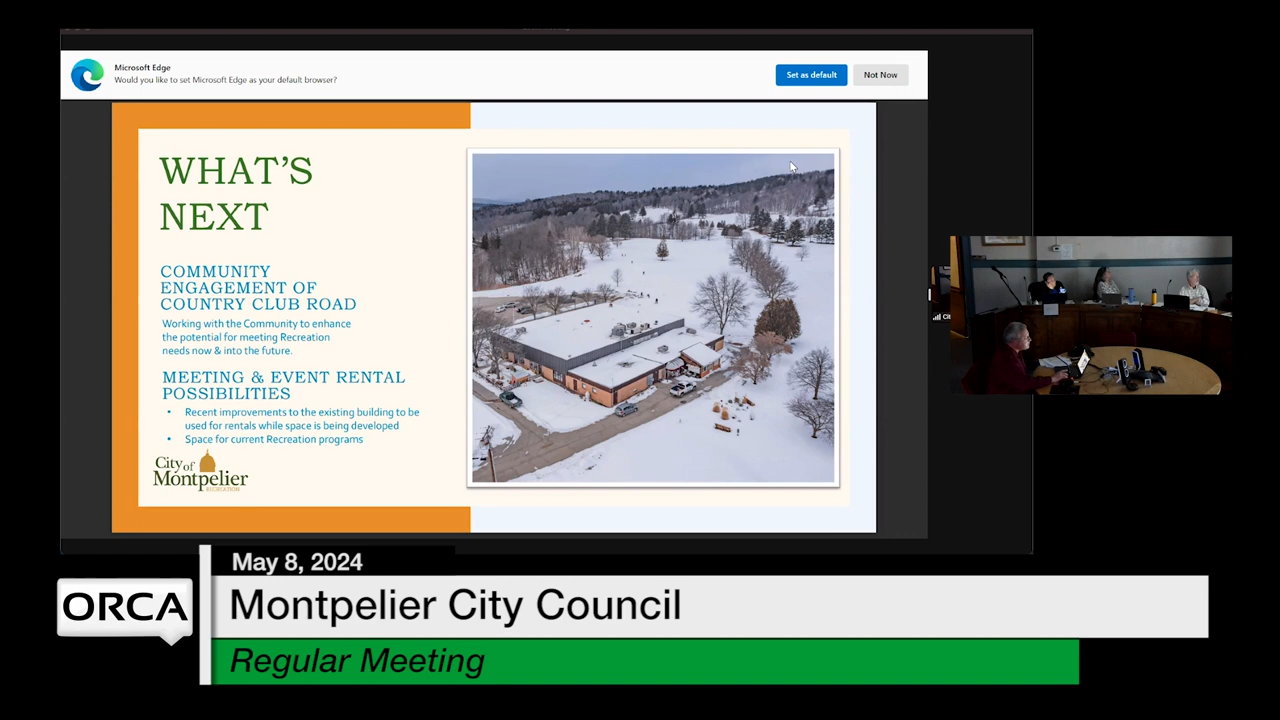 Microsoft Edge
Would you like to set Microsoft Edge as your default browser?
Set as default
Not Now
WHAT'S
NEXT
COMMUNITY
ENGAGEMENT OF
COUNTRY CLUB ROAD
Working with the Community to enhance
the potential for meeting Recreation
needs now & into the future.
MEETING & EVENT RENTAL
POSSIBILITIES
• Recent improvements to the existing building to be
used for rentals while space is being developed
• Space for current Recreation programs
City of
Montpelier
RECREATION
May 8, 2024
ORCA
Montpelier City Council
Regular Meeting